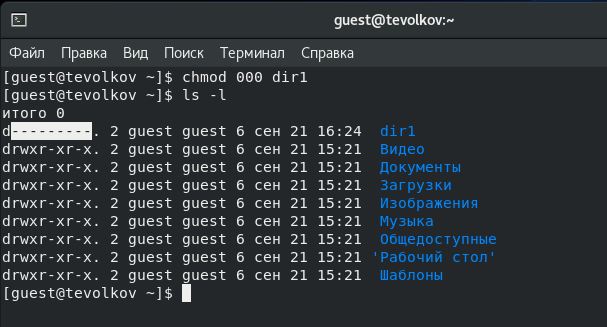 guest@tevolkov:~
Файл Правка Вид Поиск Терминал Справка
[guest@tevolkov ~]$ chmod 000 dir1
[guest@tevolkov ~]$ ls -l
итого 0
d---------. 2 guest guest 6 сен 21 16:24  dir1
drwxr-xr-x. 2 guest guest 6 сен 21 15:21  Видео
drwxr-xr-x. 2 guest guest 6 сен 21 15:21  Документы
drwxr-xr-x. 2 guest guest 6 сен 21 15:21  Загрузки
drwxr-xr-x. 2 guest guest 6 сен 21 15:21  Изображения
drwxr-xr-x. 2 guest guest 6 сен 21 15:21  Музыка
drwxr-xr-x. 2 guest guest 6 сен 21 15:21  Общедоступные
drwxr-xr-x. 2 guest guest 6 сен 21 15:21 'Рабочий стол'
drwxr-xr-x. 2 guest guest 6 сен 21 15:21  Шаблоны
[guest@tevolkov ~]$